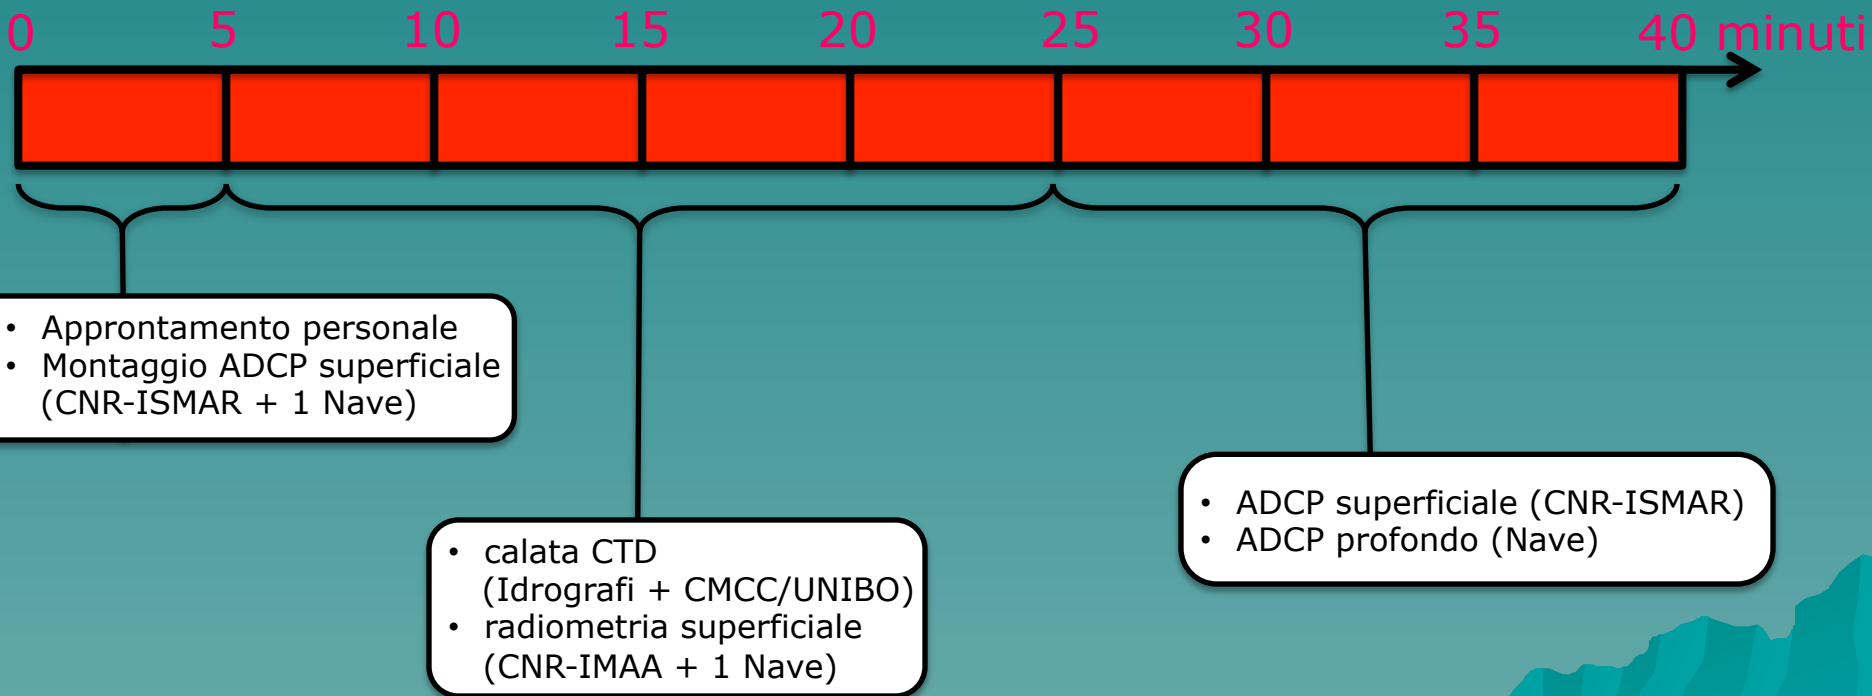 0 5 10 15 20 25 30 35 40 minuti
• Approntamento personale
• Montaggio ADCP superficiale
(CNR-ISMAR + 1 Nave)
• calata CTD
(Idrografi + CMCC/UNIBO)
• radiometria superficiale
(CNR-IMAA + 1 Nave)
• ADCP superficiale (CNR-ISMAR)
• ADCP profondo (Nave)